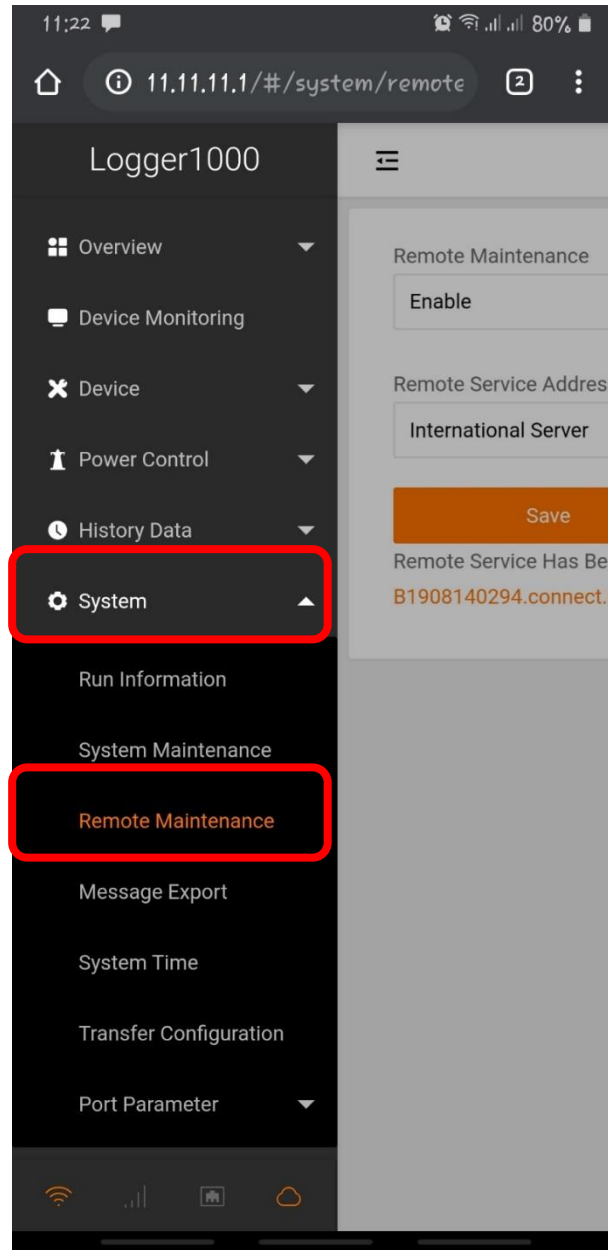 11:22
80%
11.11.11.1/#/system/remote
2
Logger1000
Overview
Device Monitoring
Device
Power Control
History Data
System
Run Information
System Maintenance
Remote Maintenance
Message Export
System Time
Transfer Configuration
Port Parameter
Remote Maintenance
Enable
Remote Service Addres
International Server
Save
Remote Service Has Be
B1908140294.connect.